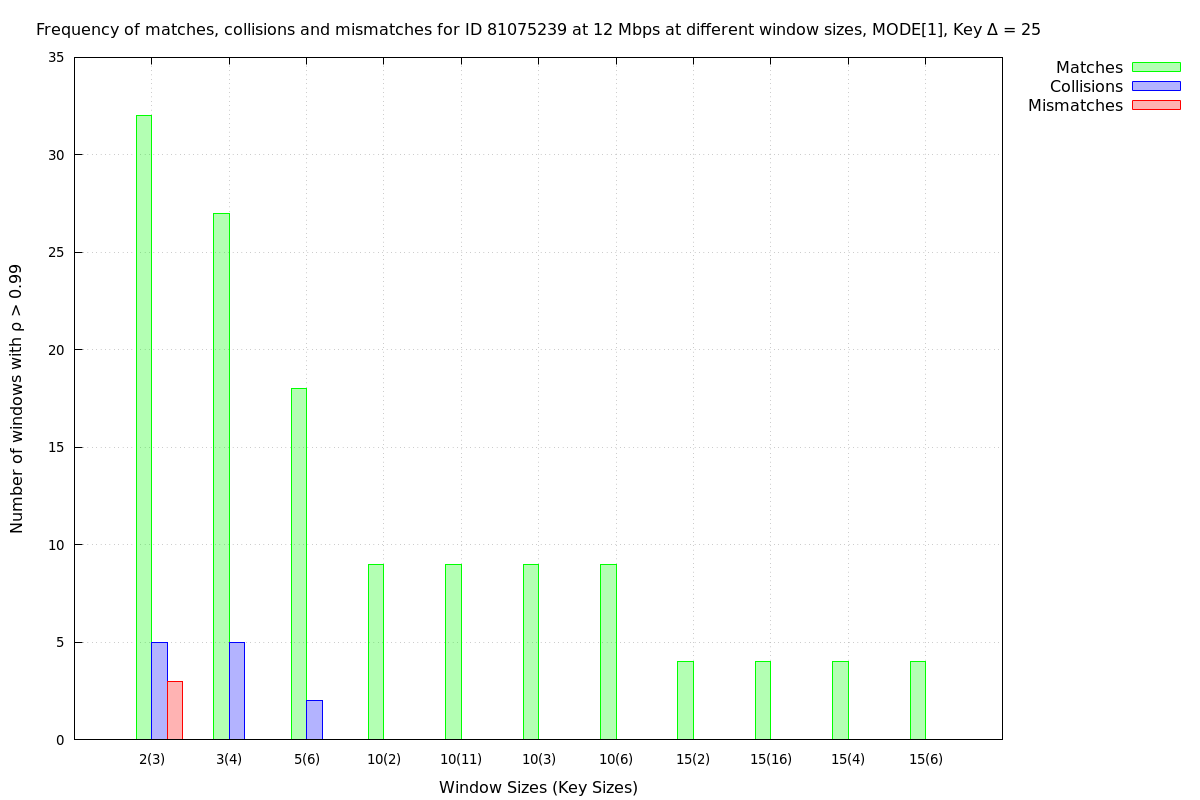 Frequency of matches, collisions and mismatches for ID 81075239 at 12 Mbps at different window sizes, MODE[1], Key Δ = 25
Matches
Collisions
Mismatches
Number of windows with ρ > 0.99
35
30
25
20
15
10
5
0
2(3) 3(4) 5(6) 10(2) 10(11) 10(3) 10(6) 15(2) 15(16) 15(4) 15(6)
Window Sizes (Key Sizes)